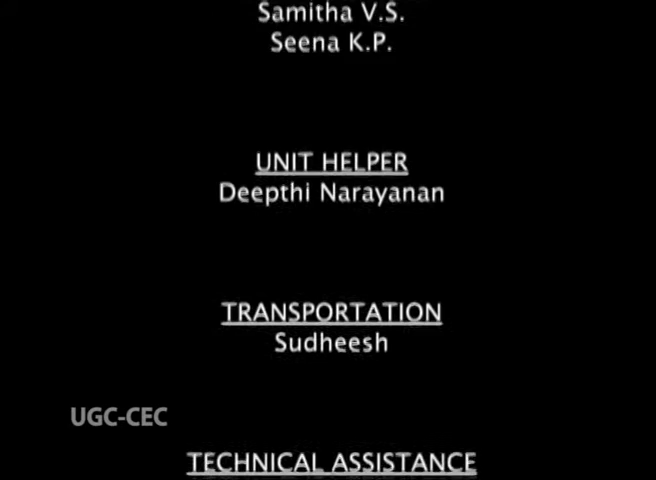 Samitha V.S.
Seena K.P.
UNIT HELPER
Deepthi Narayanan
TRANSPORTATION
Sudheesh
UGC-CEC
TECHNICAL ASSISTANCE